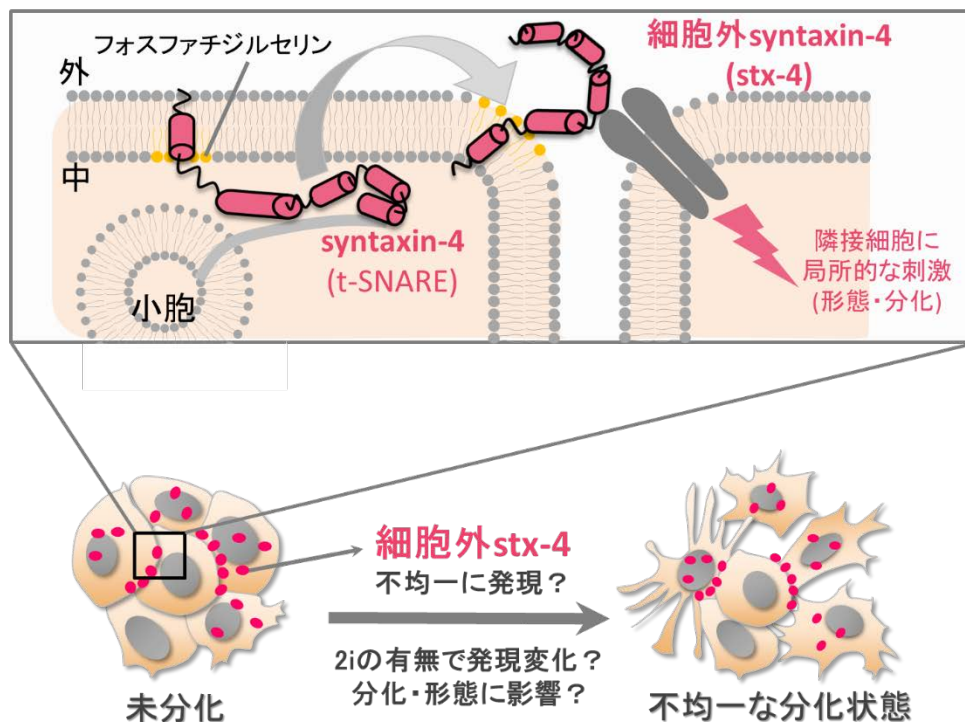 フォスファチジルセリン
外
中
細胞外syntaxin-4
(stx-4)
syntaxin-4
(t-SNARE)
小胞
隣接細胞に
局所的な刺激
(形態・分化)
細胞外stx-4
不均一に発現？
2iの有無で発現変化？
分化・形態に影響？
未分化
不均一な分化状態